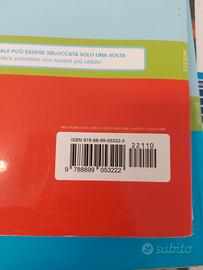 ALE PUÒ ESSERE SBLOCCATA SOLO UNA VOLTA
dice potrebbe non essere più valido!
ISBN 978-88-99-05322-2
22110
9 788899 053222
subito